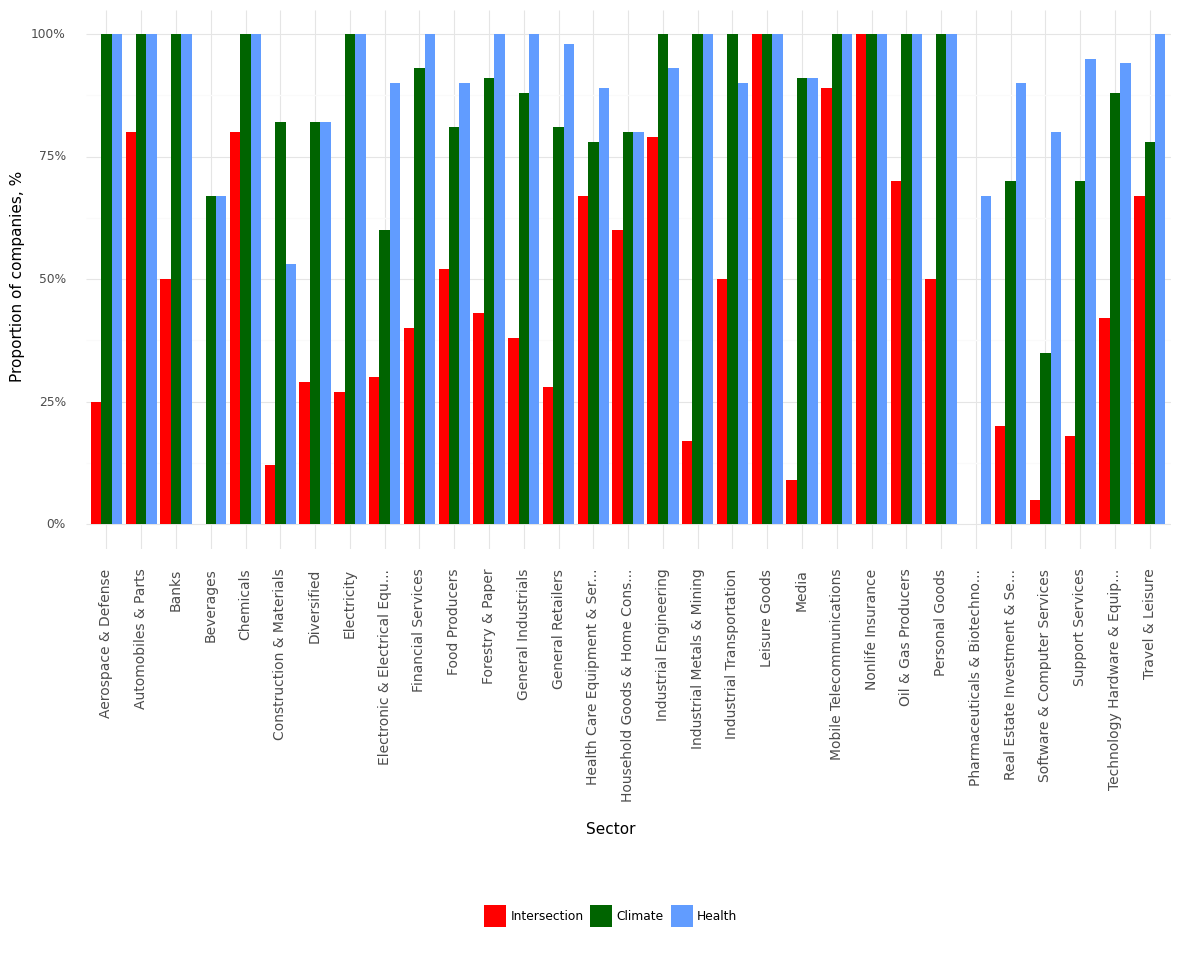 Proportion of companies, %
100%
75%
50%
25%
0%
Aerospace & Defense
Automobiles & Parts
Banks
Beverages
Chemicals
Construction & Materials
Diversified
Electricity
Electronic & Electrical Equ...
Financial Services
Food Producers
Forestry & Paper
General Industrials
General Retailers
Health Care Equipment & Ser...
Household Goods & Home Cons...
Industrial Engineering
Industrial Metals & Mining
Industrial Transportation
Leisure Goods
Media
Mobile Telecommunications
Nonlife Insurance
Oil & Gas Producers
Personal Goods
Pharmaceuticals & Biotechno...
Real Estate Investment & Se...
Software & Computer Services
Support Services
Technology Hardware & Equip...
Travel & Leisure
Sector
Intersection
Climate
Health